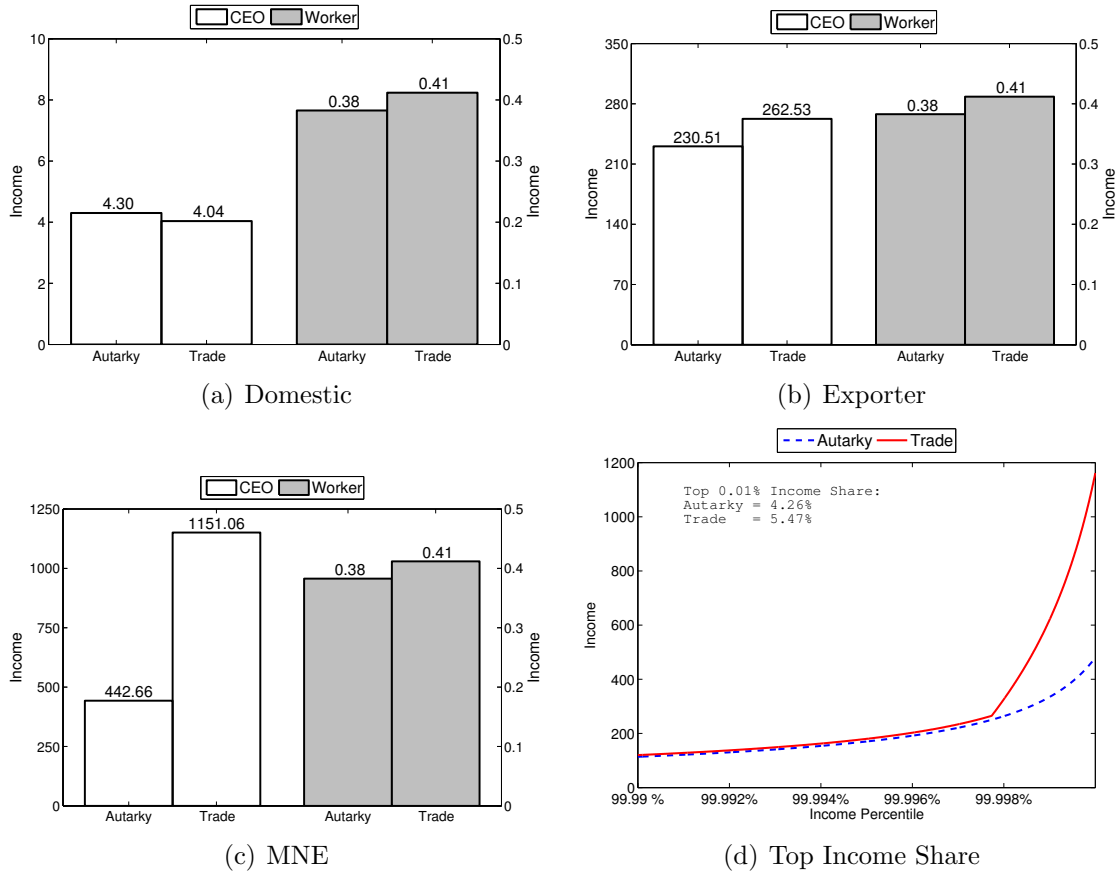 CEO Worker
10
8
6
4
2
0
Income
4.30
4.04
0.38
0.41
0.5
0.4
0.3
0.2
0.1
0
Income
Autarky Trade Autarky Trade
(a) Domestic
CEO Worker
350
280
210
140
70
0
Income
230.51
262.53
0.38
0.41
0.5
0.4
0.3
0.2
0.1
0
Income
Autarky Trade Autarky Trade
(b) Exporter
CEO Worker
1250
1000
750
500
250
0
Income
442.66
1151.06
0.38
0.41
0.5
0.4
0.3
0.2
0.1
0
Income
Autarky Trade Autarky Trade
(c) MNE
Autarky Trade
1200
1000
800
600
400
200
0
Income
Top 0.01% Income Share:
Autarky = 4.26%
Trade = 5.47%
99.99 % 99.992% 99.994% 99.996% 99.998%
Income Percentile
(d) Top Income Share